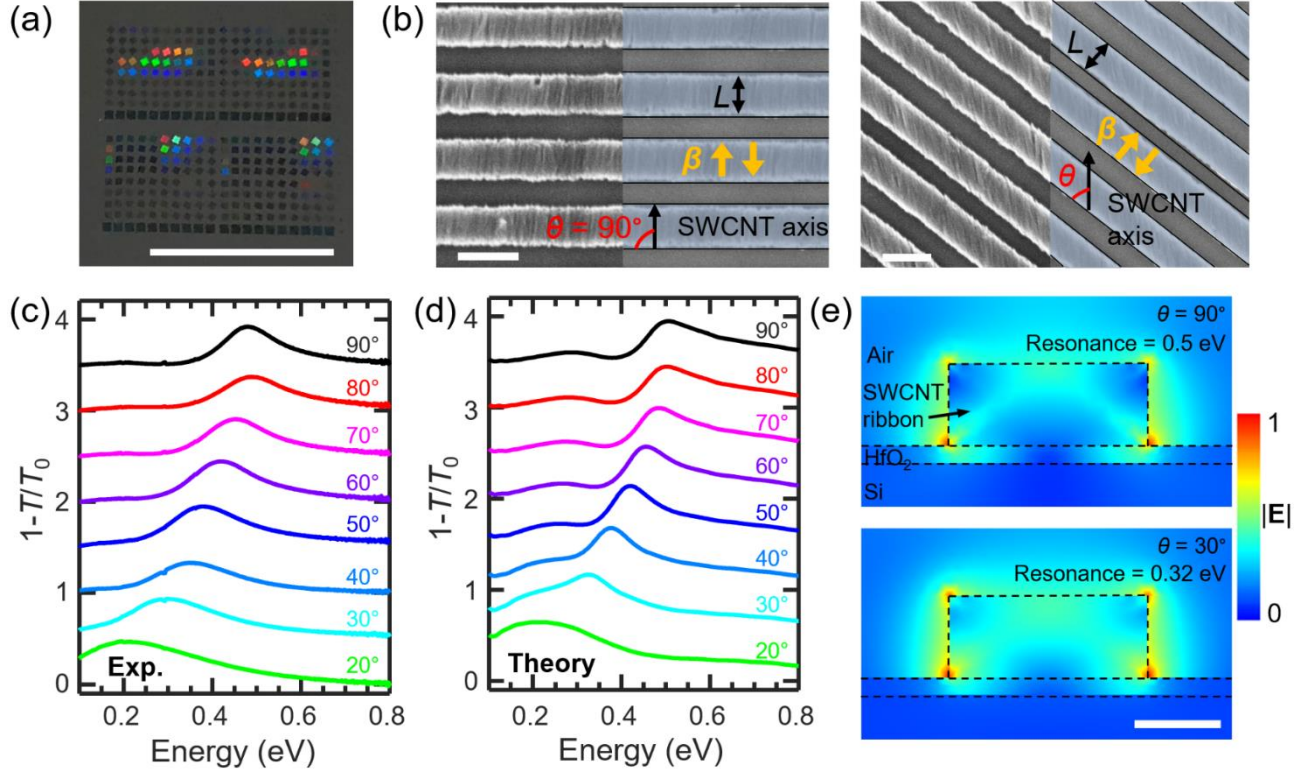 (a)
(b)
L
β
θ = 90°
SWCNT axis
L
β
θ
SWCNT
axis
(c)
1-T/T0
4
3
2
1
0
90°
80°
70°
60°
50°
40°
30°
20°
Exp.
0.2 0.4 0.6 0.8
Energy (eV)
(d)
1-T/T0
4
3
2
1
0
90°
80°
70°
60°
50°
40°
30°
20°
Theory
0.2 0.4 0.6 0.8
Energy (eV)
(e)
θ = 90°
Resonance = 0.5 eV
Air
SWCNT
ribbon
HfO2
Si
θ = 30°
Resonance = 0.32 eV
1
|E|
0